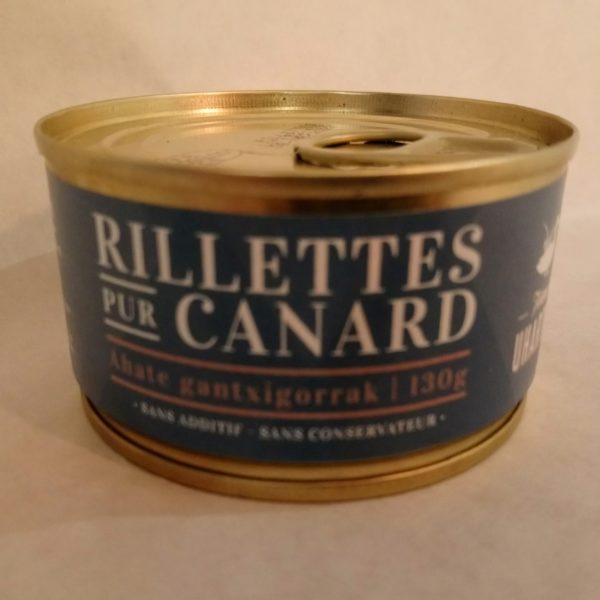 RILLETTES
PUR CANARD
Ahate gantxigorrak | 130g
· SANS ADDITIF - SANS CONSERVATEUR ·